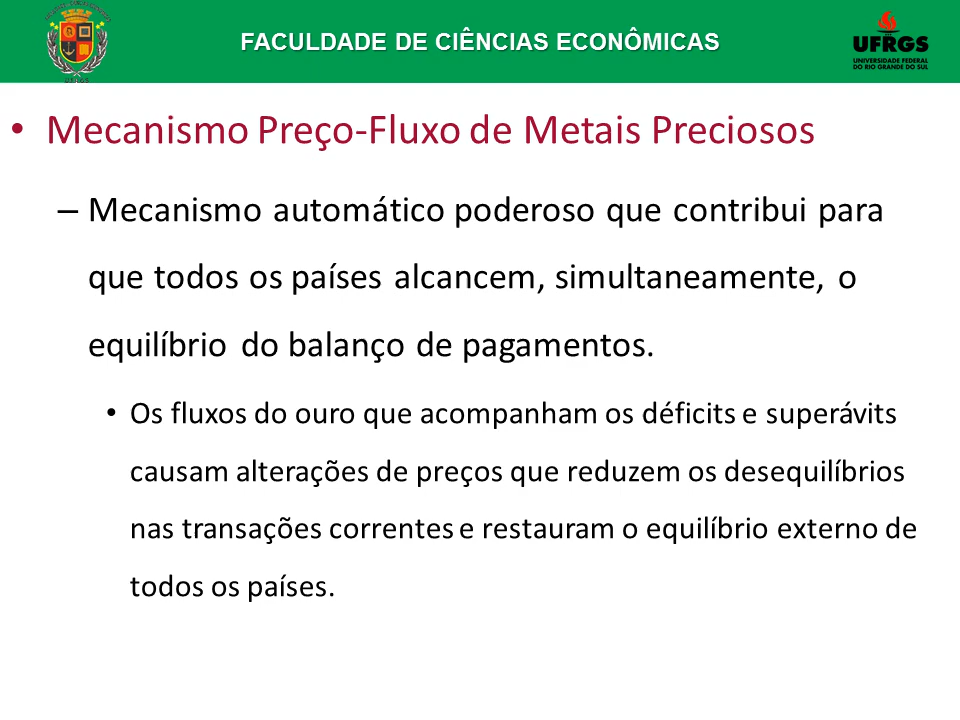 FACULDADE DE CIÊNCIAS ECONÔMICAS
UFRGS
UNIVERSIDADE FEDERAL
DO RIO GRANDE DO SUL
• Mecanismo Preço-Fluxo de Metais Preciosos
– Mecanismo automático poderoso que contribui para
que todos os países alcancem, simultaneamente, o
equilíbrio do balanço de pagamentos.
• Os fluxos do ouro que acompanham os déficits e superávits
causam alterações de preços que reduzem os desequilíbrios
nas transações correntes e restauram o equilíbrio externo de
todos os países.